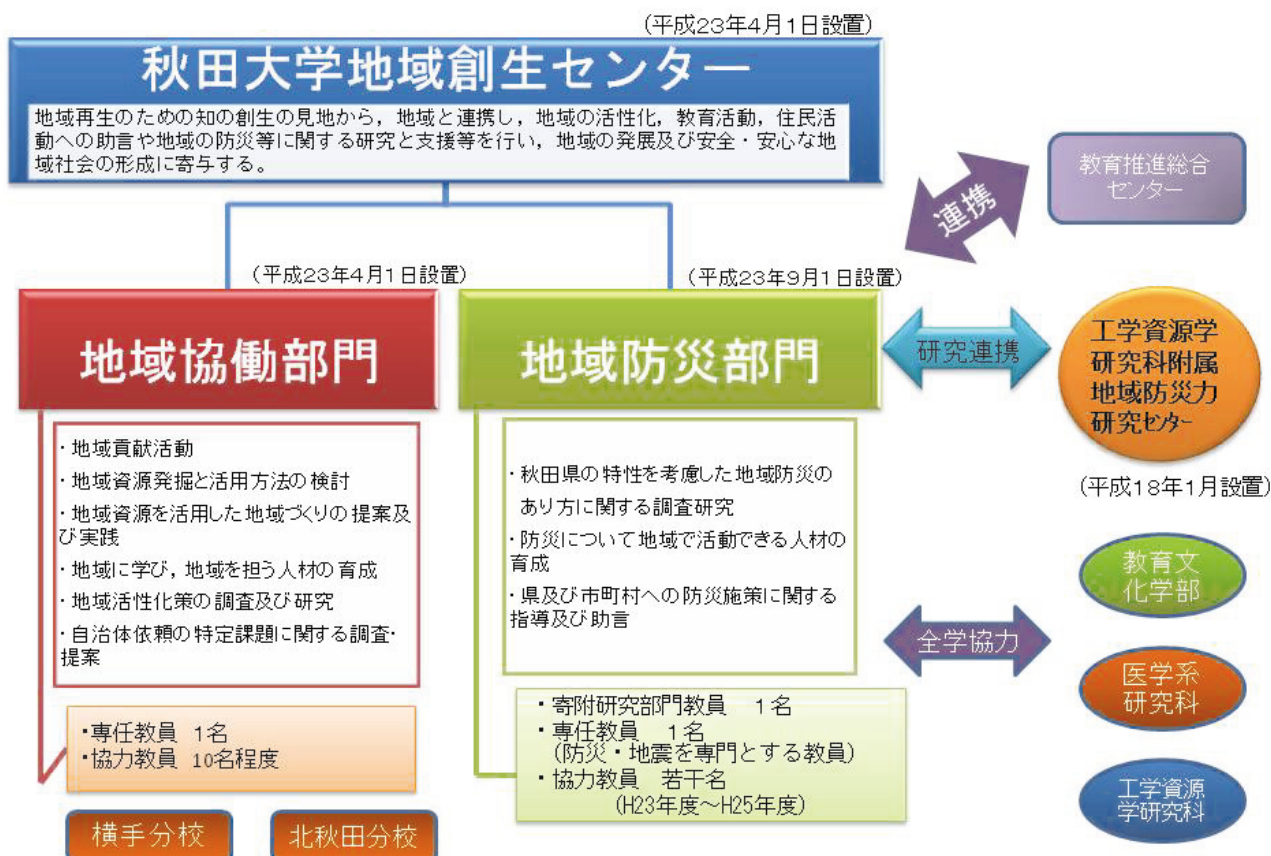 (平成23年4月1日設置)
秋田大学地域創生センター
地域再生のための知の創生の見地から，地域と連携し，地域の活性化，教育活動，住民活
動への助言や地域の防災等に関する研究と支援等を行い，地域の発展及び安全・安心な地
域社会の形成に寄与する。
連携
教育推進総合
センター
(平成23年4月1日設置)
(平成23年9月1日設置)
地域協働部門
地域防災部門
研究連携
工学資源学
研究科附属
地域防災力
研究センター
(平成18年1月設置)
・地域貢献活動
・地域資源発掘と活用方法の検討
・地域資源を活用した地域づくりの提案及
び実践
・地域に学び，地域を担う人材の育成
・地域活性化策の調査及び研究
・自治体依頼の特定課題に関する調査・
提案
・秋田県の特性を考慮した地域防災の
あり方に関する調査研究
・防災について地域で活動できる人材の
育成
・県及び市町村への防災施策に関する
指導及び助言
全学協力
教育文
化学部
医学系
研究科
工学資源
学研究科
・専任教員 1名
・協力教員 10名程度
・寄附研究部門教員 1名
・専任教員 1名
(防災・地震を専門とする教員)
・協力教員 若干名
(H23年度～H25年度)
横手分校
北秋田分校